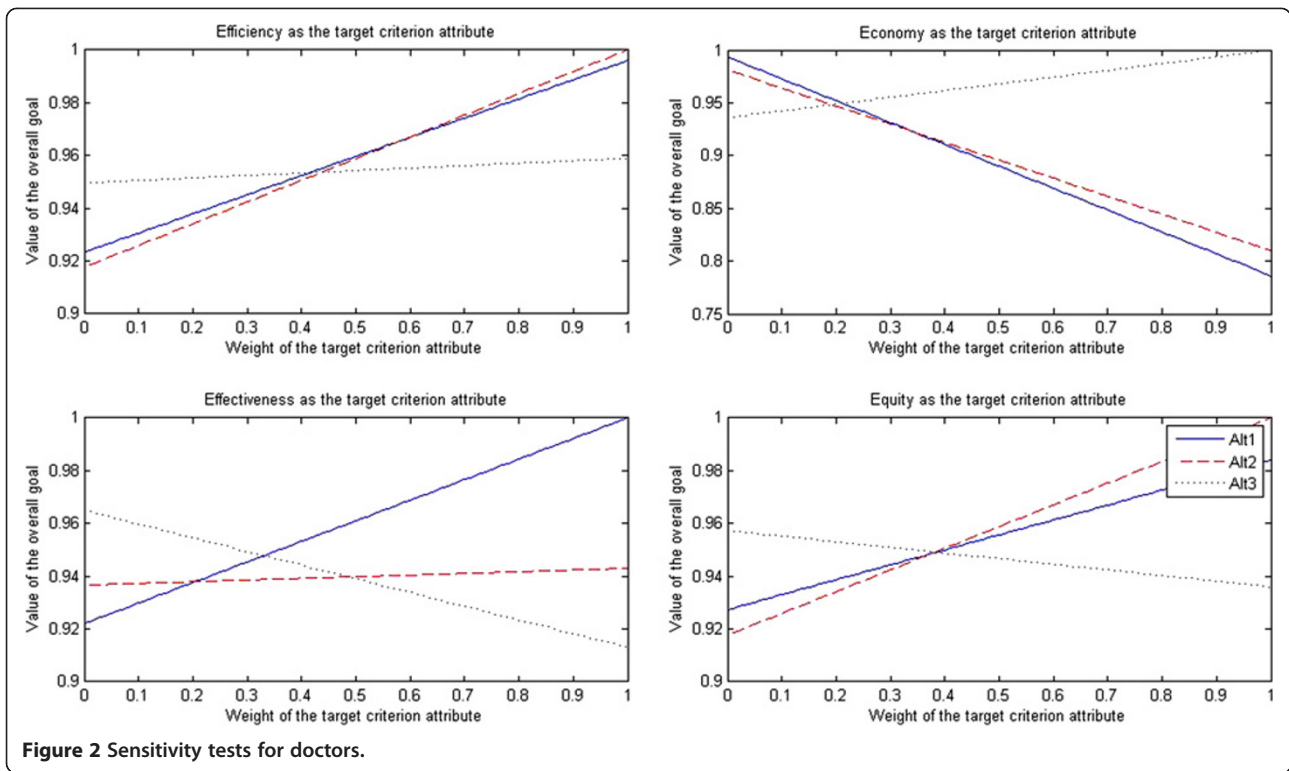 Efficiency as the target criterion attribute
Value of the overall goal
1
0.98
0.96
0.94
0.92
0.9
0 0.1 0.2 0.3 0.4 0.5 0.6 0.7 0.8 0.9 1
Weight of the target criterion attribute
Economy as the target criterion attribute
Value of the overall goal
1
0.95
0.9
0.85
0.8
0.75
0 0.1 0.2 0.3 0.4 0.5 0.6 0.7 0.8 0.9 1
Weight of the target criterion attribute
Effectiveness as the target criterion attribute
Value of the overall goal
1
0.98
0.96
0.94
0.92
0.9
0 0.1 0.2 0.3 0.4 0.5 0.6 0.7 0.8 0.9 1
Weight of the target criterion attribute
Equity as the target criterion attribute
Value of the overall goal
1
0.98
0.96
0.94
0.92
0.9
0 0.1 0.2 0.3 0.4 0.5 0.6 0.7 0.8 0.9 1
Weight of the target criterion attribute
Alt1
Alt2
Alt3
Figure 2 Sensitivity tests for doctors.